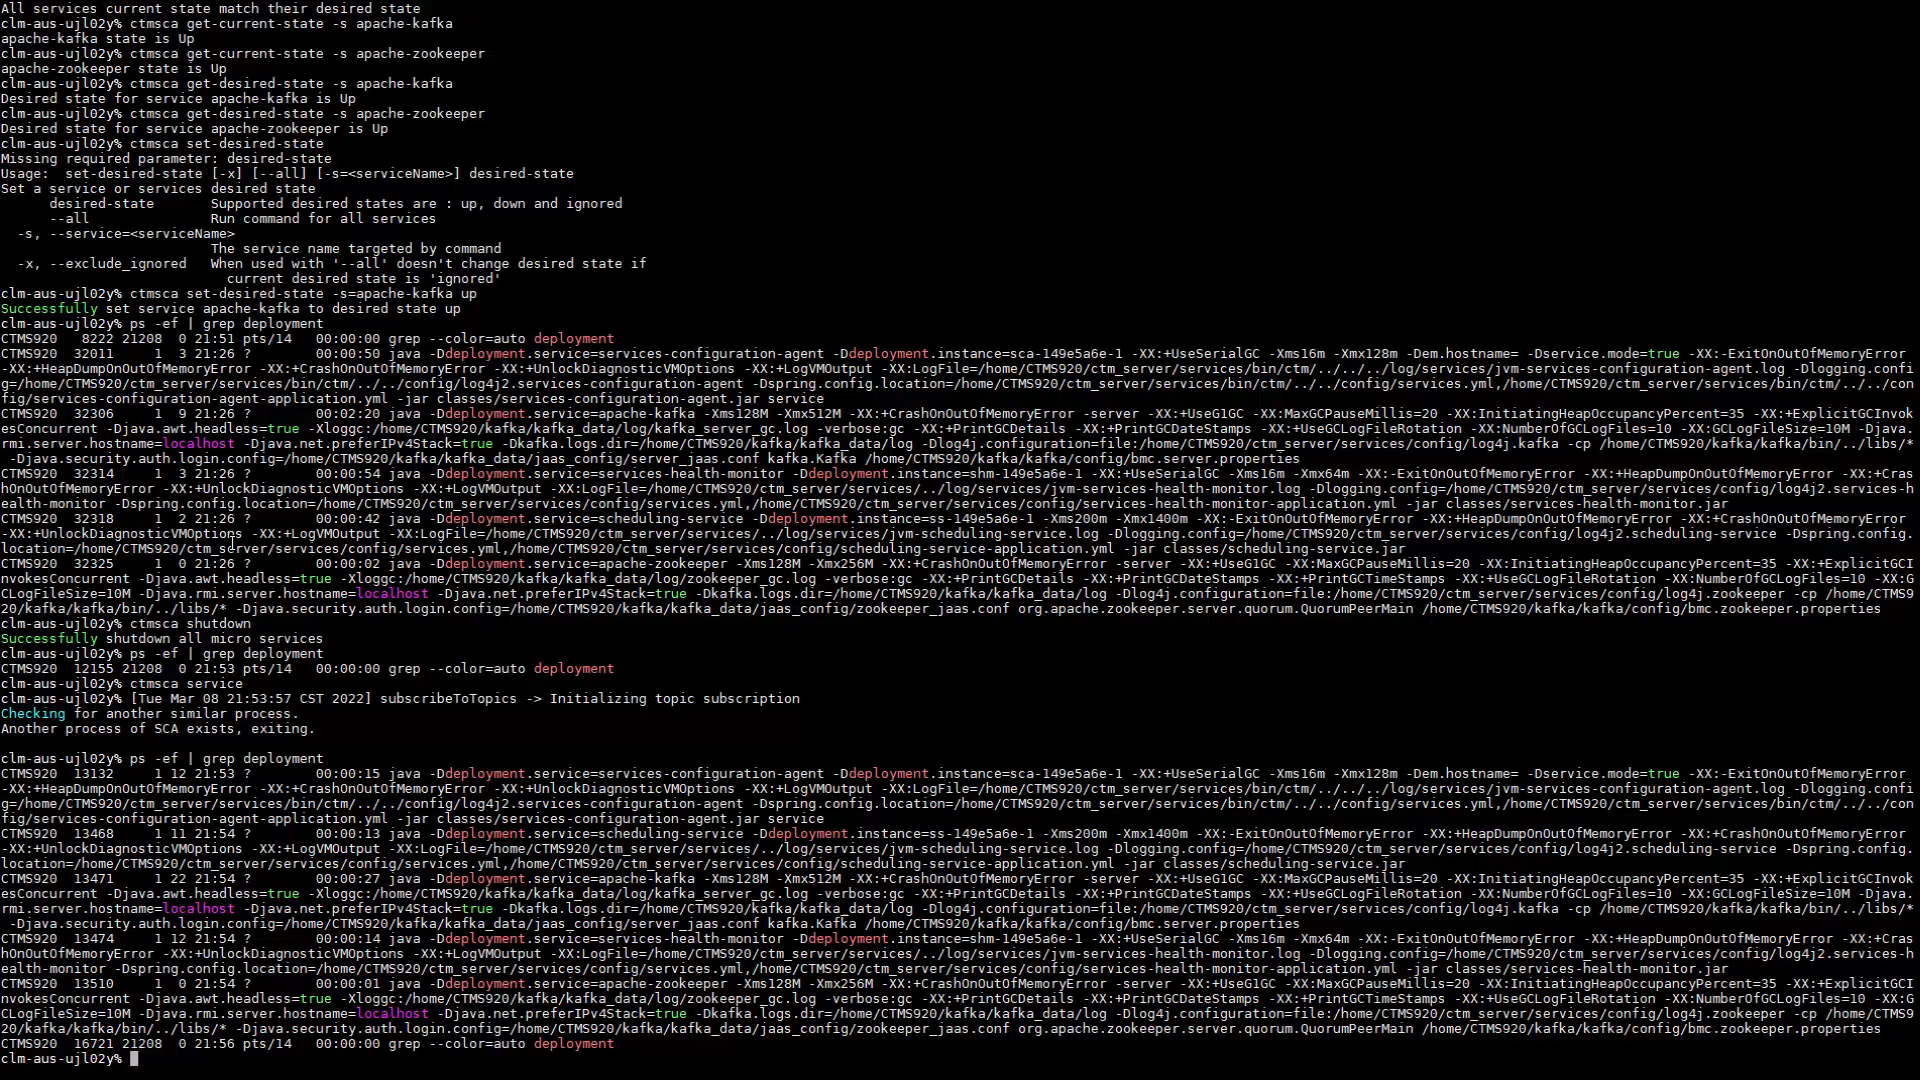 All services current state match their desired state
clm-aus-ujl02y% ctmsca get-current-state -s apache-kafka
apache-kafka state is Up
clm-aus-ujl02y% ctmsca get-current-state -s apache-zookeeper
apache-zookeeper state is Up
clm-aus-ujl02y% ctmsca get-desired-state -s apache-kafka
Desired state for service apache-kafka is Up
clm-aus-ujl02y% ctmsca get-desired-state -s apache-zookeeper
Desired state for service apache-zookeeper is Up
clm-aus-ujl02y% ctmsca set-desired-state
Missing required parameter: desired-state
Usage:  set-desired-state [-x] [--all] [-s=<serviceName>] desired-state
Set a service or services desired state
      desired-state       Supported desired states are : up, down and ignored
      --all               Run command for all services
  -s, --service=<serviceName>
                          The service name targeted by command
  -x, --exclude_ignored   When used with '--all' doesn't change desired state if
                            current desired state is 'ignored'
clm-aus-ujl02y% ctmsca set-desired-state -s=apache-kafka up
Successfully set service apache-kafka to desired state up
clm-aus-ujl02y% ps -ef | grep deployment
CTMS920   8222 21208  0 21:51 pts/14   00:00:00 grep --color=auto deployment
CTMS920  32011     1  3 21:26 ?        00:00:50 java -Ddeployment.service=services-configuration-agent -Ddeployment.instance=sca-149e5a6e-1 -XX:+UseSerialGC -Xms16m -Xmx128m -Dem.hostname= -Dservice.mode=true -XX:-ExitOnOutOfMemoryError
-XX:+HeapDumpOnOutOfMemoryError -XX:+CrashOnOutOfMemoryError -XX:+UnlockDiagnosticVMOptions -XX:+LogVMOutput -XX:LogFile=/home/CTMS920/ctm_server/services/bin/ctm/../../../log/services/jvm-services-configuration-agent.log -Dlogging.confi
g=/home/CTMS920/ctm_server/services/bin/ctm/../../config/log4j2.services-configuration-agent -Dspring.config.location=/home/CTMS920/ctm_server/services/bin/ctm/../../config/services.yml,/home/CTMS920/ctm_server/services/bin/ctm/../../con
fig/services-configuration-agent-application.yml -jar classes/services-configuration-agent.jar service
CTMS920  32306     1  9 21:26 ?        00:02:20 java -Ddeployment.service=apache-kafka -Xms128M -Xmx512M -XX:+CrashOnOutOfMemoryError -server -XX:+UseG1GC -XX:MaxGCPauseMillis=20 -XX:InitiatingHeapOccupancyPercent=35 -XX:+ExplicitGCInvok
esConcurrent -Djava.awt.headless=true -Xloggc:/home/CTMS920/kafka/kafka_data/log/kafka_server_gc.log -verbose:gc -XX:+PrintGCDetails -XX:+PrintGCDateStamps -XX:+UseGCLogFileRotation -XX:NumberOfGCLogFiles=10 -XX:GCLogFileSize=10M -Djava.
rmi.server.hostname=localhost -Djava.net.preferIPv4Stack=true -Dkafka.logs.dir=/home/CTMS920/kafka/kafka_data/log -Dlog4j.configuration=file:/home/CTMS920/ctm_server/services/config/log4j.kafka -cp /home/CTMS920/kafka/kafka/bin/../libs/*
 -Djava.security.auth.login.config=/home/CTMS920/kafka/kafka_data/jaas_config/server_jaas.conf kafka.Kafka /home/CTMS920/kafka/kafka/config/bmc.server.properties
CTMS920  32314     1  3 21:26 ?        00:00:54 java -Ddeployment.service=services-health-monitor -Ddeployment.instance=shm-149e5a6e-1 -XX:+UseSerialGC -Xms16m -Xmx64m -XX:-ExitOnOutOfMemoryError -XX:+HeapDumpOnOutOfMemoryError -XX:+Cras
hOnOutOfMemoryError -XX:+UnlockDiagnosticVMOptions -XX:+LogVMOutput -XX:LogFile=/home/CTMS920/ctm_server/services/../log/services/jvm-services-health-monitor.log -Dlogging.config=/home/CTMS920/ctm_server/services/config/log4j2.services-h
ealth-monitor -Dspring.config.location=/home/CTMS920/ctm_server/services/config/services.yml,/home/CTMS920/ctm_server/services/config/services-health-monitor-application.yml -jar classes/services-health-monitor.jar
CTMS920  32318     1  2 21:26 ?        00:00:42 java -Ddeployment.service=scheduling-service -Ddeployment.instance=ss-149e5a6e-1 -Xms200m -Xmx1400m -XX:-ExitOnOutOfMemoryError -XX:+HeapDumpOnOutOfMemoryError -XX:+CrashOnOutOfMemoryError
-XX:+UnlockDiagnosticVMOptions -XX:+LogVMOutput -XX:LogFile=/home/CTMS920/ctm_server/services/../log/services/jvm-scheduling-service.log -Dlogging.config=/home/CTMS920/ctm_server/services/config/log4j2.scheduling-service -Dspring.config.
location=/home/CTMS920/ctm_server/services/config/services.yml,/home/CTMS920/ctm_server/services/config/scheduling-service-application.yml -jar classes/scheduling-service.jar
CTMS920  32325     1  0 21:26 ?        00:00:02 java -Ddeployment.service=apache-zookeeper -Xms128M -Xmx256M -XX:+CrashOnOutOfMemoryError -server -XX:+UseG1GC -XX:MaxGCPauseMillis=20 -XX:InitiatingHeapOccupancyPercent=35 -XX:+ExplicitGCI
nvokesConcurrent -Djava.awt.headless=true -Xloggc:/home/CTMS920/kafka/kafka_data/log/zookeeper_gc.log -verbose:gc -XX:+PrintGCDetails -XX:+PrintGCDateStamps -XX:+PrintGCTimeStamps -XX:+UseGCLogFileRotation -XX:NumberOfGCLogFiles=10 -XX:G
CLogFileSize=10M -Djava.rmi.server.hostname=localhost -Djava.net.preferIPv4Stack=true -Dkafka.logs.dir=/home/CTMS920/kafka/kafka_data/log -Dlog4j.configuration=file:/home/CTMS920/ctm_server/services/config/log4j.zookeeper -cp /home/CTMS9
20/kafka/kafka/bin/../libs/* -Djava.security.auth.login.config=/home/CTMS920/kafka/kafka_data/jaas_config/zookeeper_jaas.conf org.apache.zookeeper.server.quorum.QuorumPeerMain /home/CTMS920/kafka/kafka/config/bmc.zookeeper.properties
clm-aus-ujl02y% ctmsca shutdown
Successfully shutdown all micro services
clm-aus-ujl02y% ps -ef | grep deployment
CTMS920  12155 21208  0 21:53 pts/14   00:00:00 grep --color=auto deployment
clm-aus-ujl02y% ctmsca service
clm-aus-ujl02y% [Tue Mar 08 21:53:57 CST 2022] subscribeToTopics -> Initializing topic subscription
Checking for another similar process.
Another process of SCA exists, exiting.
clm-aus-ujl02y% ps -ef | grep deployment
CTMS920  13132     1 12 21:53 ?        00:00:15 java -Ddeployment.service=services-configuration-agent -Ddeployment.instance=sca-149e5a6e-1 -XX:+UseSerialGC -Xms16m -Xmx128m -Dem.hostname= -Dservice.mode=true -XX:-ExitOnOutOfMemoryError
-XX:+HeapDumpOnOutOfMemoryError -XX:+CrashOnOutOfMemoryError -XX:+UnlockDiagnosticVMOptions -XX:+LogVMOutput -XX:LogFile=/home/CTMS920/ctm_server/services/bin/ctm/../../../log/services/jvm-services-configuration-agent.log -Dlogging.confi
g=/home/CTMS920/ctm_server/services/bin/ctm/../../config/log4j2.services-configuration-agent -Dspring.config.location=/home/CTMS920/ctm_server/services/bin/ctm/../../config/services.yml,/home/CTMS920/ctm_server/services/bin/ctm/../../con
fig/services-configuration-agent-application.yml -jar classes/services-configuration-agent.jar service
CTMS920  13468     1 11 21:54 ?        00:00:13 java -Ddeployment.service=scheduling-service -Ddeployment.instance=ss-149e5a6e-1 -Xms200m -Xmx1400m -XX:-ExitOnOutOfMemoryError -XX:+HeapDumpOnOutOfMemoryError -XX:+CrashOnOutOfMemoryError
-XX:+UnlockDiagnosticVMOptions -XX:+LogVMOutput -XX:LogFile=/home/CTMS920/ctm_server/services/../log/services/jvm-scheduling-service.log -Dlogging.config=/home/CTMS920/ctm_server/services/config/log4j2.scheduling-service -Dspring.config.
location=/home/CTMS920/ctm_server/services/config/services.yml,/home/CTMS920/ctm_server/services/config/scheduling-service-application.yml -jar classes/scheduling-service.jar
CTMS920  13471     1 22 21:54 ?        00:00:27 java -Ddeployment.service=apache-kafka -Xms128M -Xmx512M -XX:+CrashOnOutOfMemoryError -server -XX:+UseG1GC -XX:MaxGCPauseMillis=20 -XX:InitiatingHeapOccupancyPercent=35 -XX:+ExplicitGCInvok
esConcurrent -Djava.awt.headless=true -Xloggc:/home/CTMS920/kafka/kafka_data/log/kafka_server_gc.log -verbose:gc -XX:+PrintGCDetails -XX:+PrintGCDateStamps -XX:+UseGCLogFileRotation -XX:NumberOfGCLogFiles=10 -XX:GCLogFileSize=10M -Djava.
rmi.server.hostname=localhost -Djava.net.preferIPv4Stack=true -Dkafka.logs.dir=/home/CTMS920/kafka/kafka_data/log -Dlog4j.configuration=file:/home/CTMS920/ctm_server/services/config/log4j.kafka -cp /home/CTMS920/kafka/kafka/bin/../libs/*
 -Djava.security.auth.login.config=/home/CTMS920/kafka/kafka_data/jaas_config/server_jaas.conf kafka.Kafka /home/CTMS920/kafka/kafka/config/bmc.server.properties
CTMS920  13474     1 12 21:54 ?        00:00:14 java -Ddeployment.service=services-health-monitor -Ddeployment.instance=shm-149e5a6e-1 -XX:+UseSerialGC -Xms16m -Xmx64m -XX:-ExitOnOutOfMemoryError -XX:+HeapDumpOnOutOfMemoryError -XX:+Cras
hOnOutOfMemoryError -XX:+UnlockDiagnosticVMOptions -XX:+LogVMOutput -XX:LogFile=/home/CTMS920/ctm_server/services/../log/services/jvm-services-health-monitor.log -Dlogging.config=/home/CTMS920/ctm_server/services/config/log4j2.services-h
ealth-monitor -Dspring.config.location=/home/CTMS920/ctm_server/services/config/services.yml,/home/CTMS920/ctm_server/services/config/services-health-monitor-application.yml -jar classes/services-health-monitor.jar
CTMS920  13510     1  0 21:54 ?        00:00:01 java -Ddeployment.service=apache-zookeeper -Xms128M -Xmx256M -XX:+CrashOnOutOfMemoryError -server -XX:+UseG1GC -XX:MaxGCPauseMillis=20 -XX:InitiatingHeapOccupancyPercent=35 -XX:+ExplicitGCI
nvokesConcurrent -Djava.awt.headless=true -Xloggc:/home/CTMS920/kafka/kafka_data/log/zookeeper_gc.log -verbose:gc -XX:+PrintGCDetails -XX:+PrintGCDateStamps -XX:+PrintGCTimeStamps -XX:+UseGCLogFileRotation -XX:NumberOfGCLogFiles=10 -XX:G
CLogFileSize=10M -Djava.rmi.server.hostname=localhost -Djava.net.preferIPv4Stack=true -Dkafka.logs.dir=/home/CTMS920/kafka/kafka_data/log -Dlog4j.configuration=file:/home/CTMS920/ctm_server/services/config/log4j.zookeeper -cp /home/CTMS9
20/kafka/kafka/bin/../libs/* -Djava.security.auth.login.config=/home/CTMS920/kafka/kafka_data/jaas_config/zookeeper_jaas.conf org.apache.zookeeper.server.quorum.QuorumPeerMain /home/CTMS920/kafka/kafka/config/bmc.zookeeper.properties
CTMS920  16721 21208  0 21:56 pts/14   00:00:00 grep --color=auto deployment
clm-aus-ujl02y%